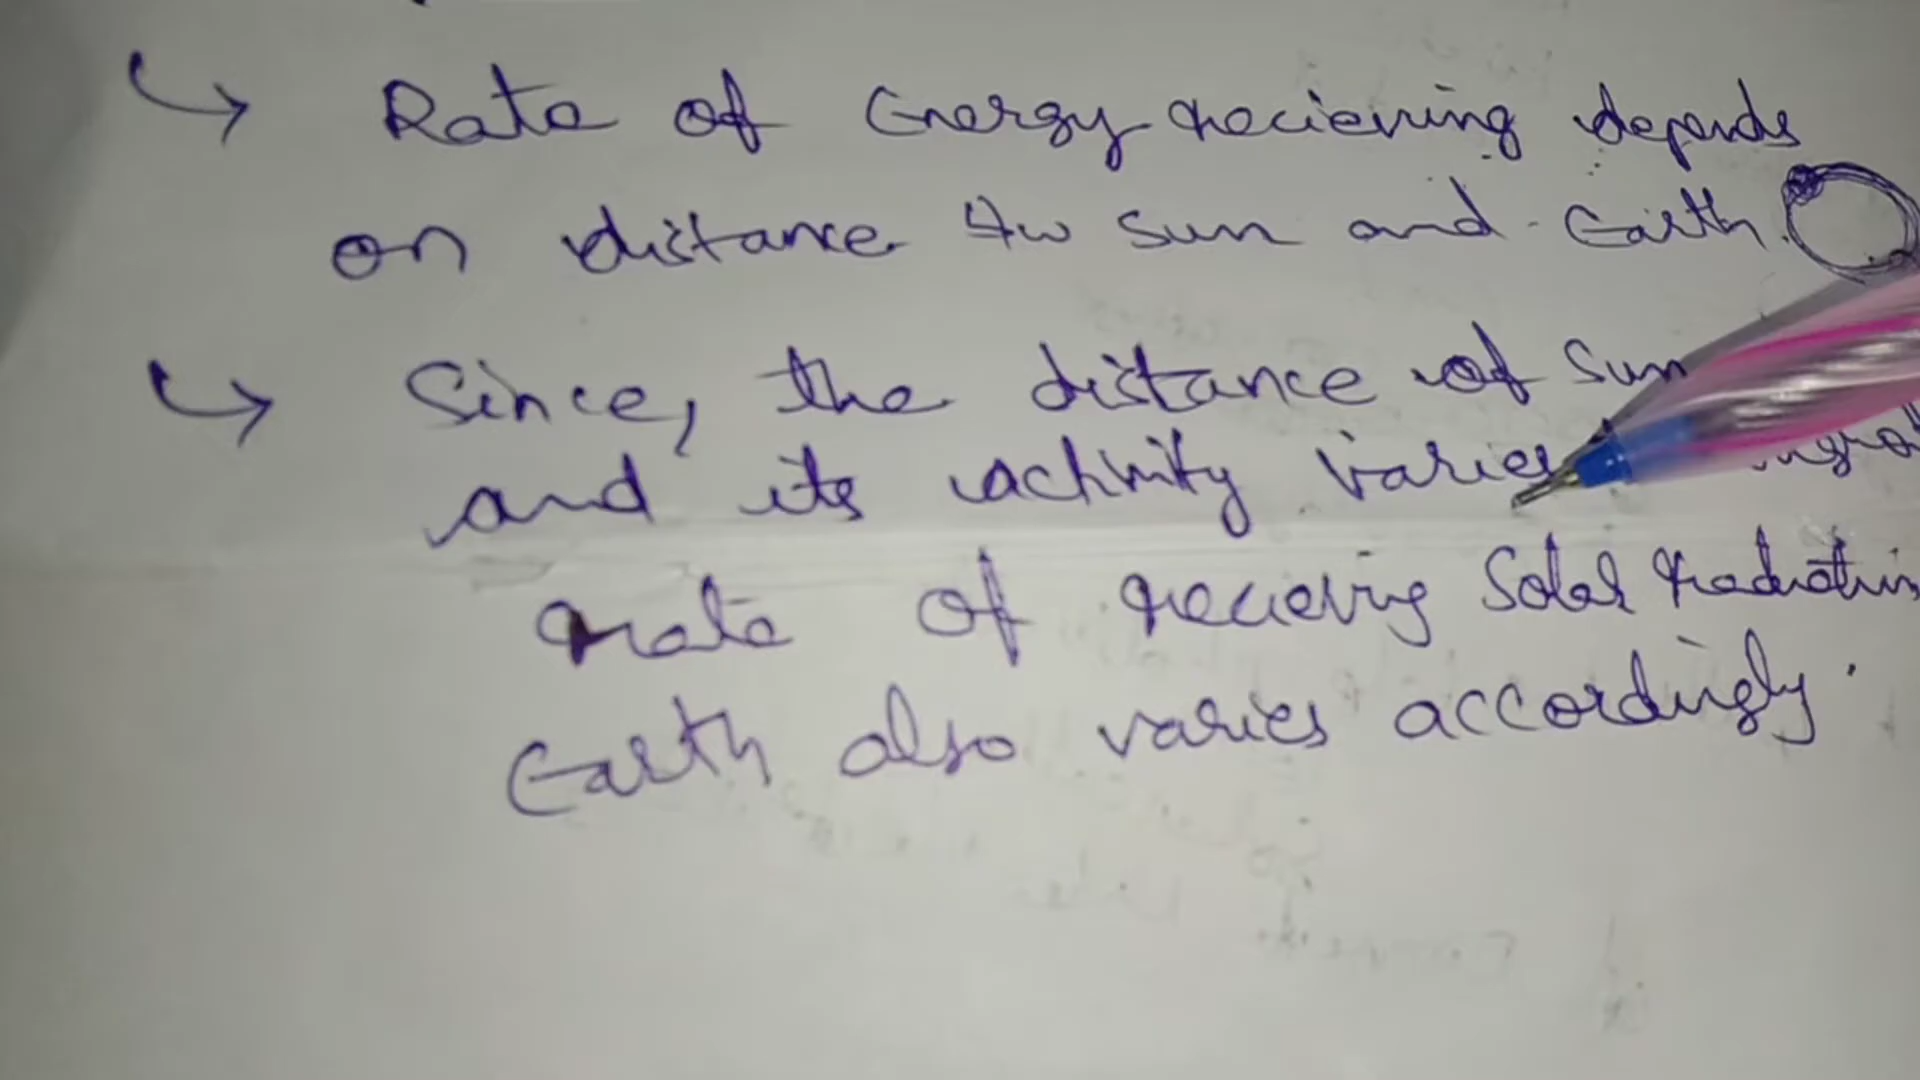 ↳ Rate of Energy recieving depends
on distance b/w Sun and Earth.
↳ Since, the distance of Sun
and its activity varies
rate of recieving Solar radiation
Earth also varies accordingly.